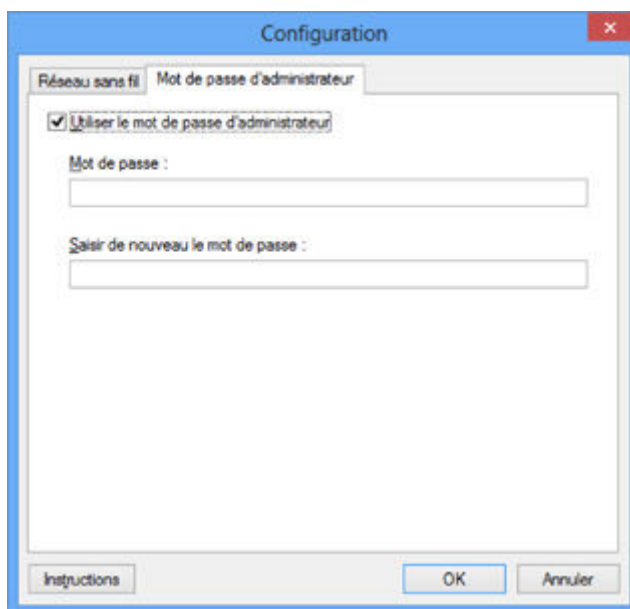 Configuration
Réseau sans fil
Mot de passe d'administrateur
Utiliser le mot de passe d'administrateur
Mot de passe :
Saisir de nouveau le mot de passe :
Instructions
OK
Annuler